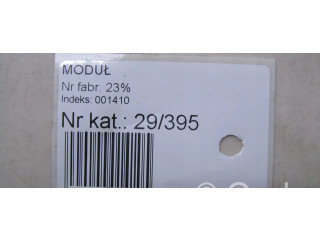 MODUŁ
Nr fabr. 23%
Indeks: 001410
Nr kat.: 29/395